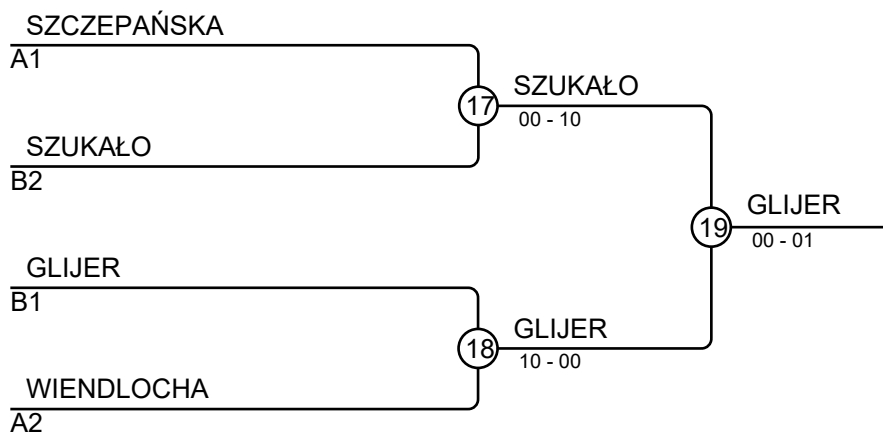 SZCZEPAŃSKA
A1
17
SZUKAŁO
00 - 10
SZUKAŁO
B2
19
GLIJER
00 - 01
GLIJER
B1
18
GLIJER
10 - 00
WIENDLOCHA
A2